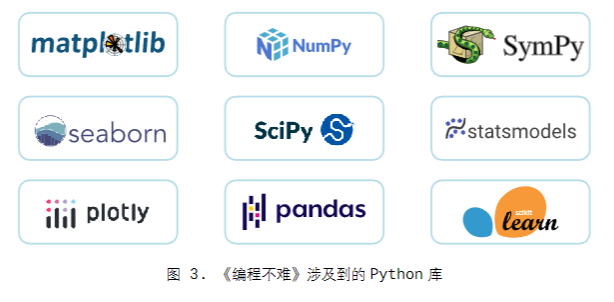 matplotlib
NumPy
SymPy
seaborn
SciPy
statsmodels
plotly
pandas
scikit
learn
图 3. 《编程不难》涉及到的 Python 库